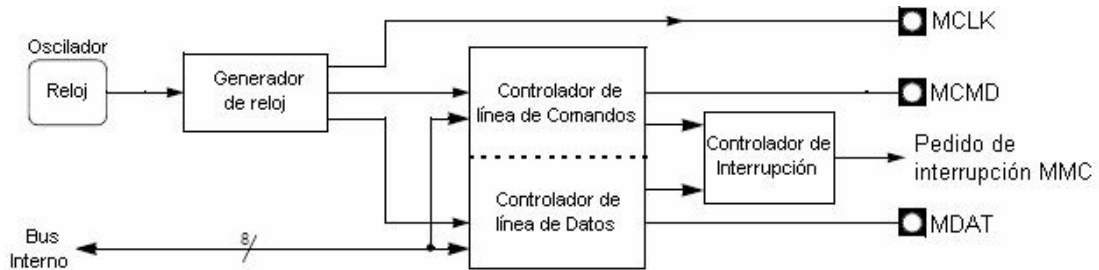 MCLK
Oscilador
Reloj
Generador
de reloj
Controlador de
línea de Comandos
MCMD
Controlador de
Interrupción
Pedido de
interrupción MMC
Controlador de
línea de Datos
MDAT
Bus
Interno
8